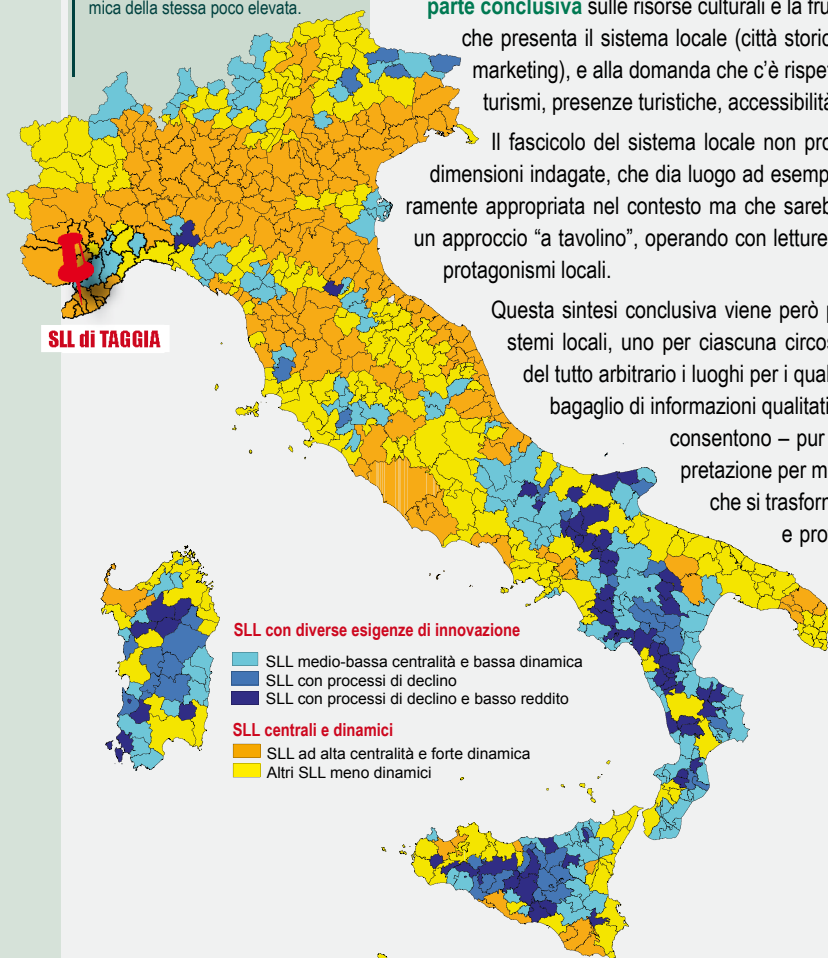 mica della stessa poco elevata.
parte conclusiva sulle risorse culturali e la fru
che presenta il sistema locale (città storic
marketing), e alla domanda che c'è rispe
turismi, presenze turistiche, accessibilità
Il fascicolo del sistema locale non pro
dimensioni indagate, che dia luogo ad esemp
ramente appropriata nel contesto ma che sareb
un approccio “a tavolino”, operando con letture
protagonismi locali.
Questa sintesi conclusiva viene però p
stemi locali, uno per ciascuna circos
del tutto arbitrario i luoghi per i qual
bagaglio di informazioni qualitati
consentono – pur
pretazione per m
che si trasforn
e pro
SLL di TAGGIA
SLL con diverse esigenze di innovazione
SLL medio-bassa centralità e bassa dinamica
SLL con processi di declino
SLL con processi di declino e basso reddito
SLL centrali e dinamici
SLL ad alta centralità e forte dinamica
Altri SLL meno dinamici